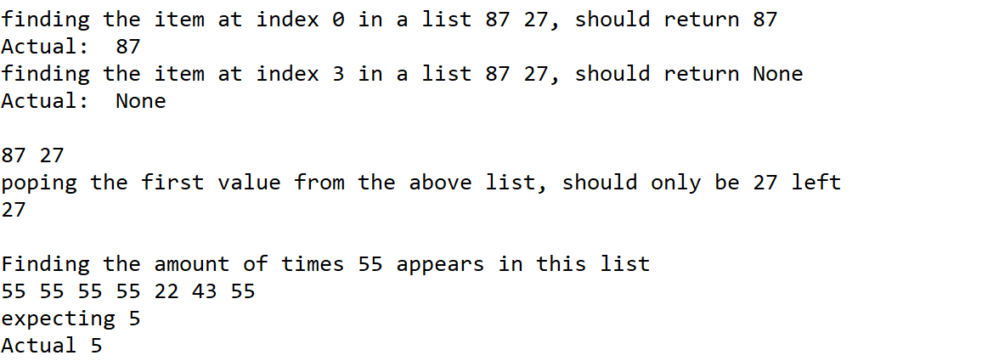 finding the item at index 0 in a list 87 27, should return 87
Actual:  87
finding the item at index 3 in a list 87 27, should return None
Actual:  None
87 27
poping the first value from the above list, should only be 27 left
27
Finding the amount of times 55 appears in this list
55 55 55 55 22 43 55
expecting 5
Actual 5